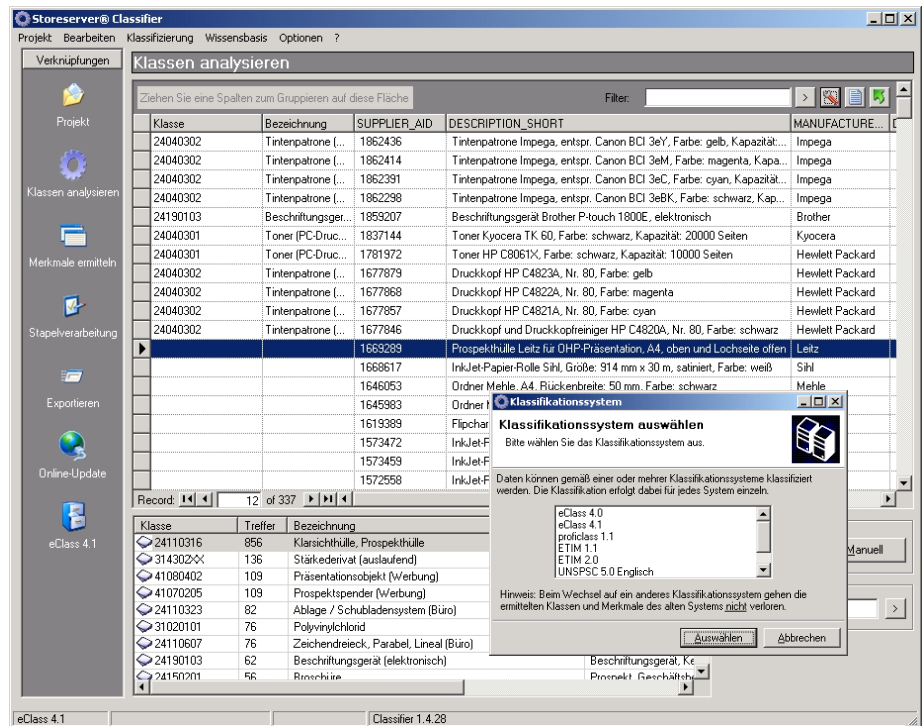 Storeserver® Classifier
Projekt Bearbeiten Klassifizierung Wissensbasis Optionen ?
Verknüpfungen
Klassen analysieren
Projekt
Klassen analysieren
Merkmale ermitteln
Stapelverarbeitung
Exportieren
Online-Update
eClass 4.1
Ziehen Sie eine Spalten zum Gruppieren auf diese Fläche Filter: >
Klasse Bezeichnung SUPPLIER_AID DESCRIPTION_SHORT MANUFACTURE...
24040302 Tintenpatrone (... 1862436 Tintenpatrone Impega, entspr. Canon BCI 3eY, Farbe: gelb, Kapazität:... Impega
24040302 Tintenpatrone (... 1862414 Tintenpatrone Impega, entspr. Canon BCI 3eM, Farbe: magenta, Kapa... Impega
24040302 Tintenpatrone (... 1862391 Tintenpatrone Impega, entspr. Canon BCI 3eC, Farbe: cyan, Kapazität... Impega
24040302 Tintenpatrone (... 1862298 Tintenpatrone Impega, entspr. Canon BCI 3eBK, Farbe: schwarz, Kap... Impega
24190103 Beschriftungsger... 1859207 Beschriftungsgerät Brother P-touch 1800E, elektronisch Brother
24040301 Toner (PC-Druc... 1837144 Toner Kyocera TK 60, Farbe: schwarz, Kapazität: 20000 Seiten Kyocera
24040301 Toner (PC-Druc... 1781972 Toner HP C8061X, Farbe: schwarz, Kapazität: 10000 Seiten Hewlett Packard
24040302 Tintenpatrone (... 1677879 Druckkopf HP C4823A, Nr. 80, Farbe: gelb Hewlett Packard
24040302 Tintenpatrone (... 1677868 Druckkopf HP C4822A, Nr. 80, Farbe: magenta Hewlett Packard
24040302 Tintenpatrone (... 1677857 Druckkopf HP C4821A, Nr. 80, Farbe: cyan Hewlett Packard
24040302 Tintenpatrone (... 1677846 Druckkopf und Druckkopfreiniger HP C4820A, Nr. 80, Farbe: schwarz Hewlett Packard
1669289 Prospekthülle Leitz für OHP-Präsentation, A4, oben und Lochseite offen Leitz
1668617 InkJet-Papier-Rolle Sihl, Größe: 914 mm x 30 m, satiniert, Farbe: weiß Sihl
1646053 Ordner Mehle, A4, Rückenbreite: 50 mm, Farbe: schwarz Mehle
1645983 Ordner
1619389 Flipchar
1573472 InkJet-F
1573459 InkJet-F
1572558 InkJet-F
Record: 12 of 337
Klasse Treffer Bezeichnung
24110316 856 Klarsichthülle, Prospekthülle
314302XX 136 Stärkederivat (auslaufend)
41080402 109 Präsentationsobjekt (Werbung)
41070205 109 Prospektspender (Werbung)
24110323 82 Ablage / Schubladensystem (Büro)
31020101 76 Polyvinylchlorid
24110607 76 Zeichendreieck, Parabel, Lineal (Büro)
24190103 62 Beschriftungsgerät (elektronisch) Beschriftungsgerät, Ke
24150201 56 Broschüre Prospekt, Geschäftsbe
Manuell
>
Klassifikationssystem
Klassifikationssystem auswählen
Bitte wählen Sie das Klassifikationssystem aus.
Daten können gemäß einer oder mehrer Klassifikationssysteme klassifiziert
werden. Die Klassifikation erfolgt dabei für jedes System einzeln.
eClass 4.0
eClass 4.1
proficlass 1.1
ETIM 1.1
ETIM 2.0
UNSPSC 5.0 Englisch
Hinweis: Beim Wechsel auf ein anderes Klassifikationssystem gehen die
ermittelten Klassen und Merkmale des alten Systems nicht verloren.
Auswählen Abbrechen
eClass 4.1 Classifier 1.4.28